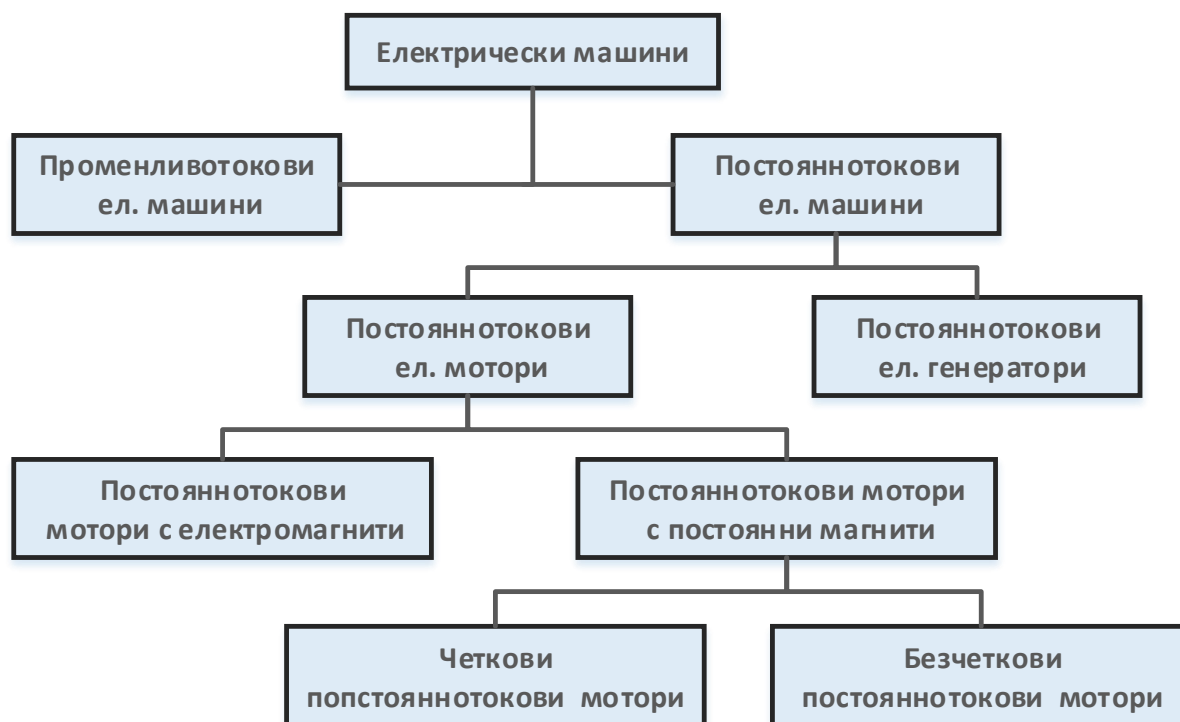 Електрически машини
Променливотокови
ел. машини
Постояннотокови
ел. машини
Постояннотокови
ел. мотори
Постояннотокови
ел. генератори
Постояннотокови
мотори с електромагнити
Постояннотокови мотори
с постоянни магнити
Четкови
попстояннотокови мотори
Безчеткови
постояннотокови мотори